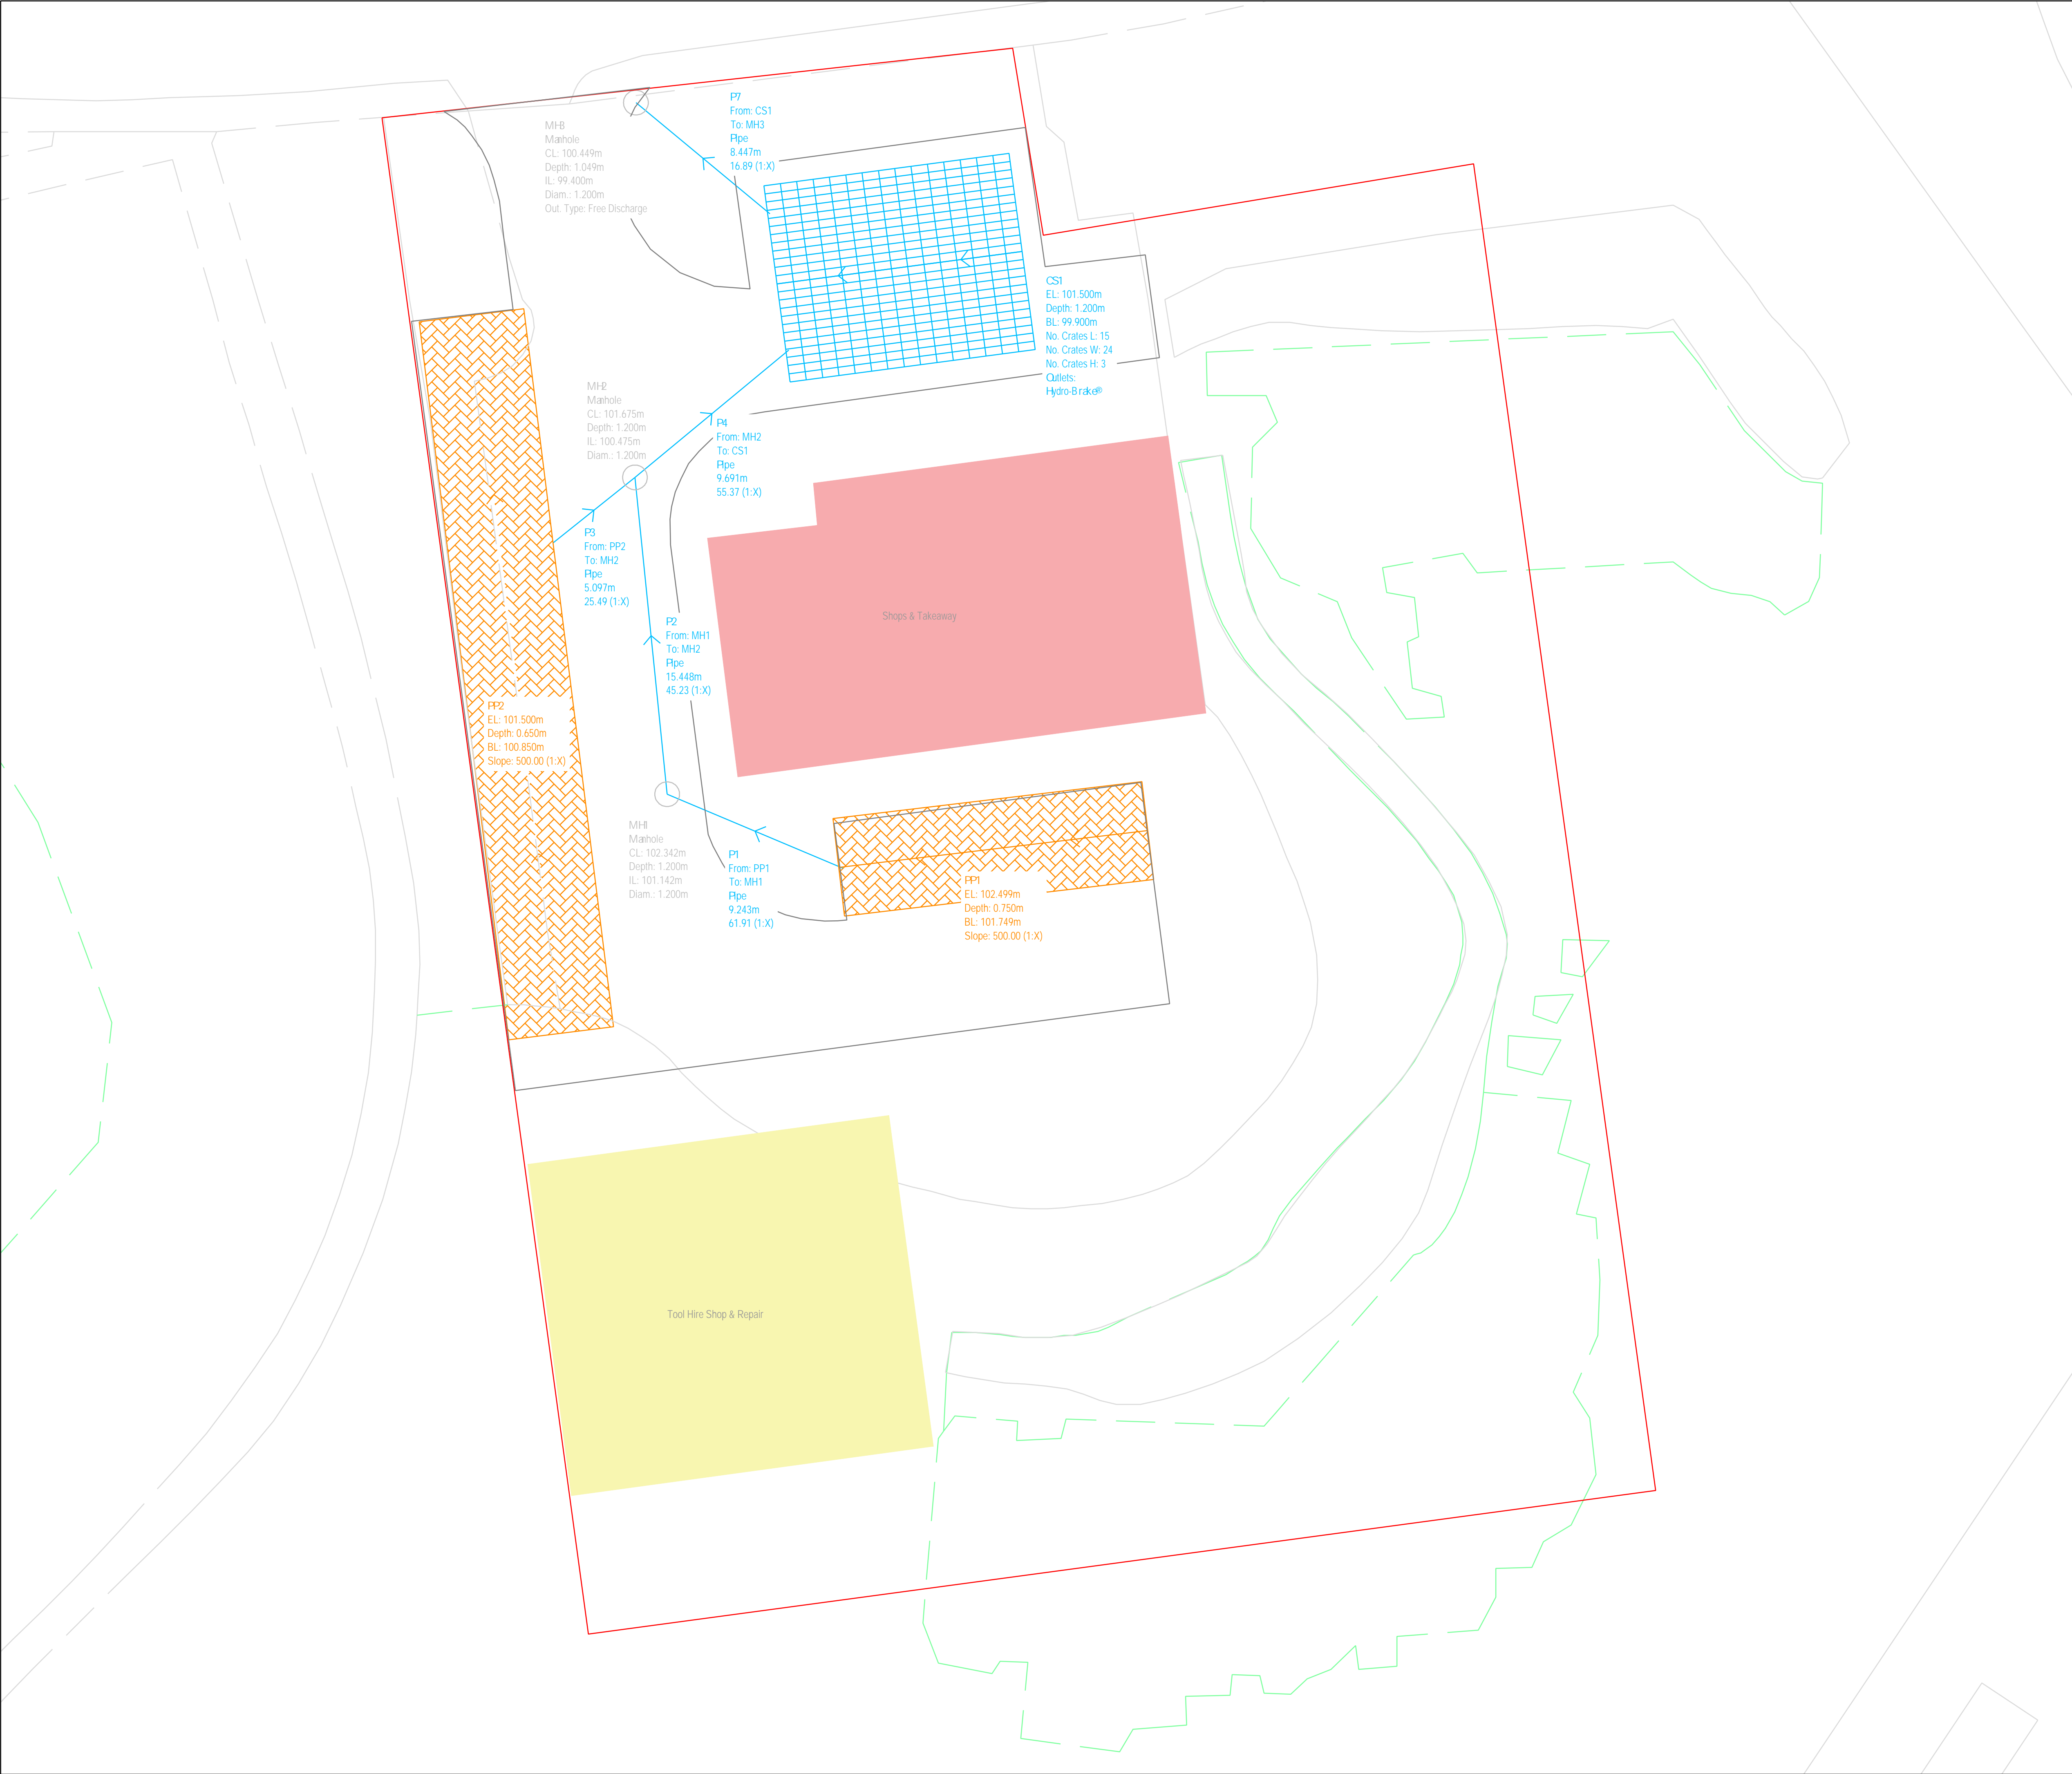 P7
From: CS1
To: MH3
Pipe
8.447m
16.89 (1:X)
MH3
Manhole
CL: 100.449m
Depth: 1.049m
IL: 99.400m
Diam.: 1.200m
Out. Type: Free Discharge
CS1
EL: 101.500m
Depth: 1.200m
BL: 99.900m
No. Crates L: 15
No. Crates W: 24
No. Crates H: 3
Outlets:
Hydro-Brake®
MH2
Manhole
CL: 101.675m
Depth: 1.200m
IL: 100.475m
Diam.: 1.200m
P4
From: MH2
To: CS1
Pipe
9.691m
55.37 (1:X)
P3
From: PP2
To: MH2
Pipe
5.097m
25.49 (1:X)
Shops & Takeaway
P2
From: MH1
To: MH2
Pipe
15.448m
45.23 (1:X)
PP2
EL: 101.500m
Depth: 0.650m
BL: 100.850m
Slope: 500.00 (1:X)
MH1
Manhole
CL: 102.342m
Depth: 1.200m
IL: 101.142m
Diam.: 1.200m
P1
From: PP1
To: MH1
Pipe
9.243m
61.91 (1:X)
PP1
EL: 102.499m
Depth: 0.750m
BL: 101.749m
Slope: 500.00 (1:X)
Tool Hire Shop & Repair